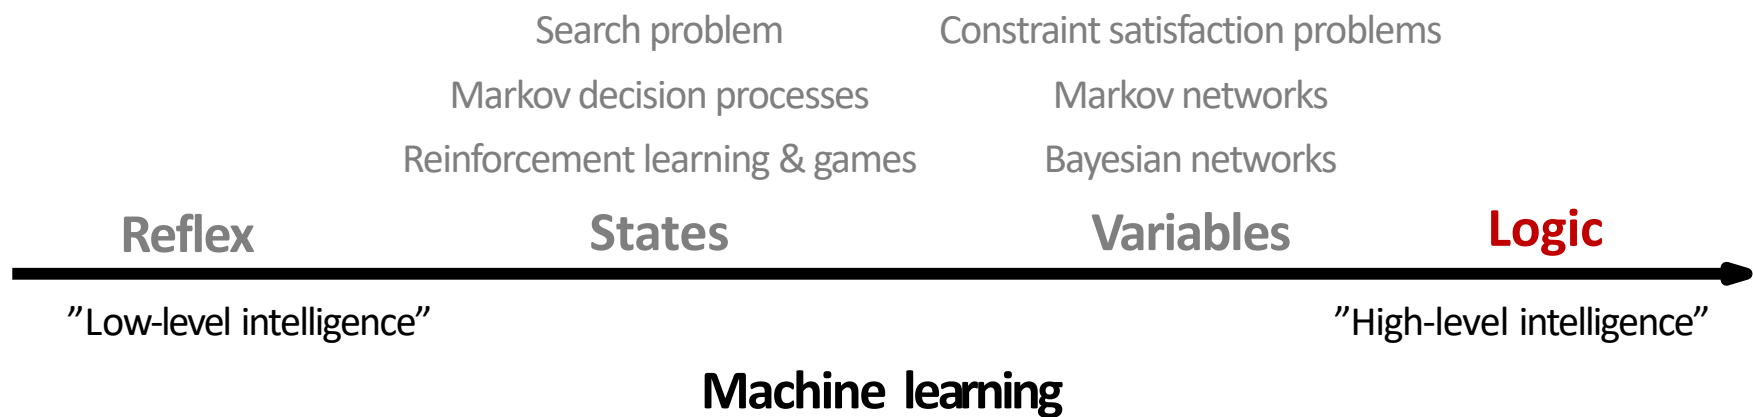 Search problem
Constraint satisfaction problems
Markov decision processes
Markov networks
Reinforcement learning & games
Bayesian networks
Reflex
States
Variables
Logic
”Low-level intelligence”
”High-level intelligence”
Machine learning